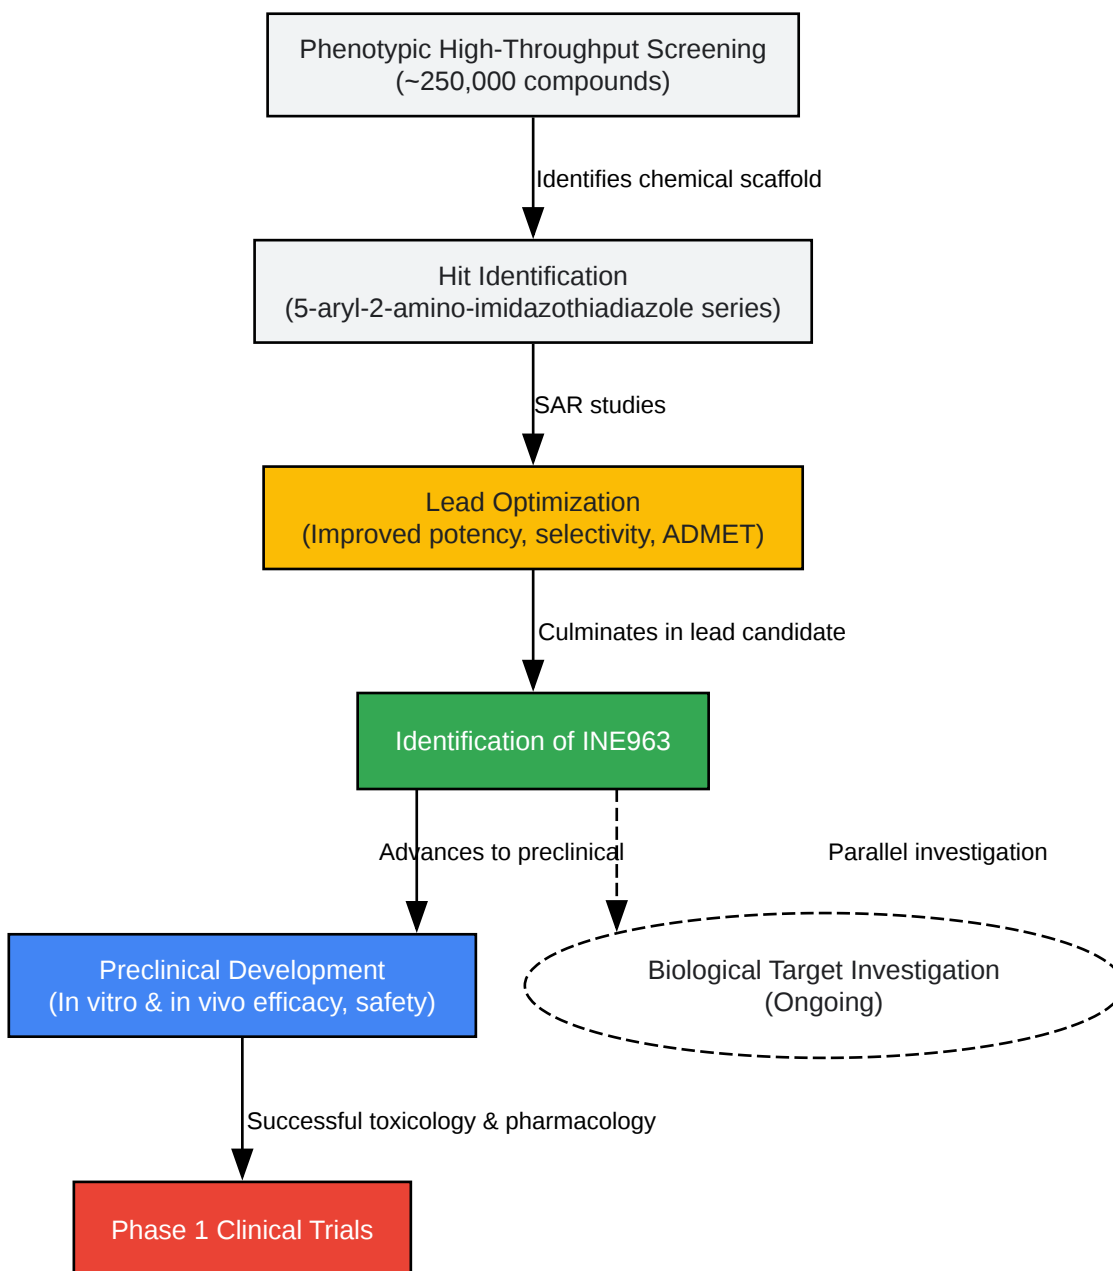 Phenotypic High-Throughput Screening
(~250,000 compounds)
Identifies chemical scaffold
Hit Identification
(5-aryl-2-amino-imidazothiadiazole series)
SAR studies
Lead Optimization
(Improved potency, selectivity, ADMET)
Culminates in lead candidate
Identification of INE963
Advances to preclinical
Parallel investigation
Preclinical Development
(In vitro & in vivo efficacy, safety)
Biological Target Investigation
(Ongoing)
Successful toxicology & pharmacology
Phase 1 Clinical Trials